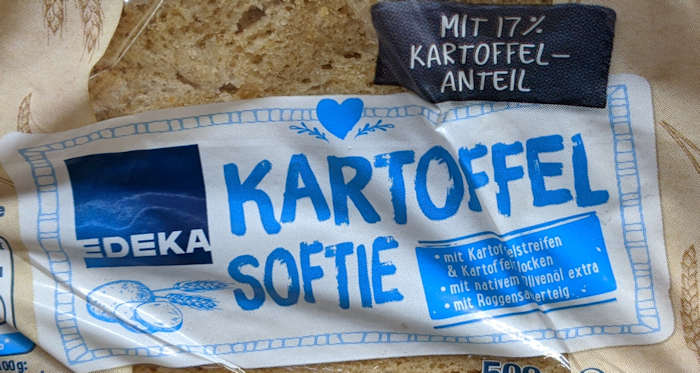 MIT 17%
KARTOFFEL-
ANTEIL
KARTOFFEL
EDEKA
SOFTIE
• mit Kartoffelstreifen
& Kartoffelflocken
• mit nativem Olivenöl extra
• mit Roggensauerteig